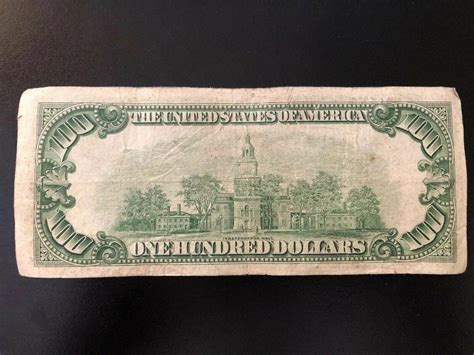 THE UNITED STATES OF AMERICA
100 100
100 100
ONE HUNDRED DOLLARS